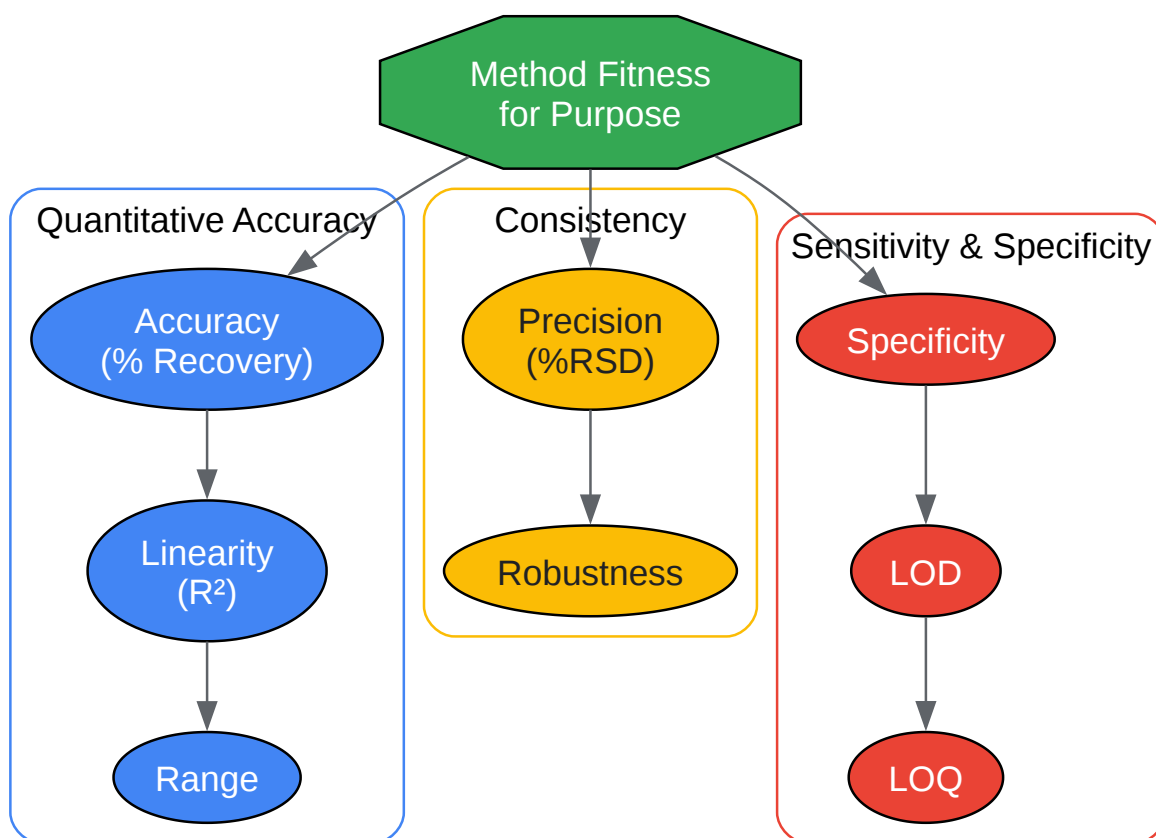 Method Fitness
for Purpose
Quantitative Accuracy
Accuracy
(% Recovery)
Linearity
(R²)
Range
Consistency
Precision
(%RSD)
Robustness
Sensitivity & Specificity
Specificity
LOD
LOQ